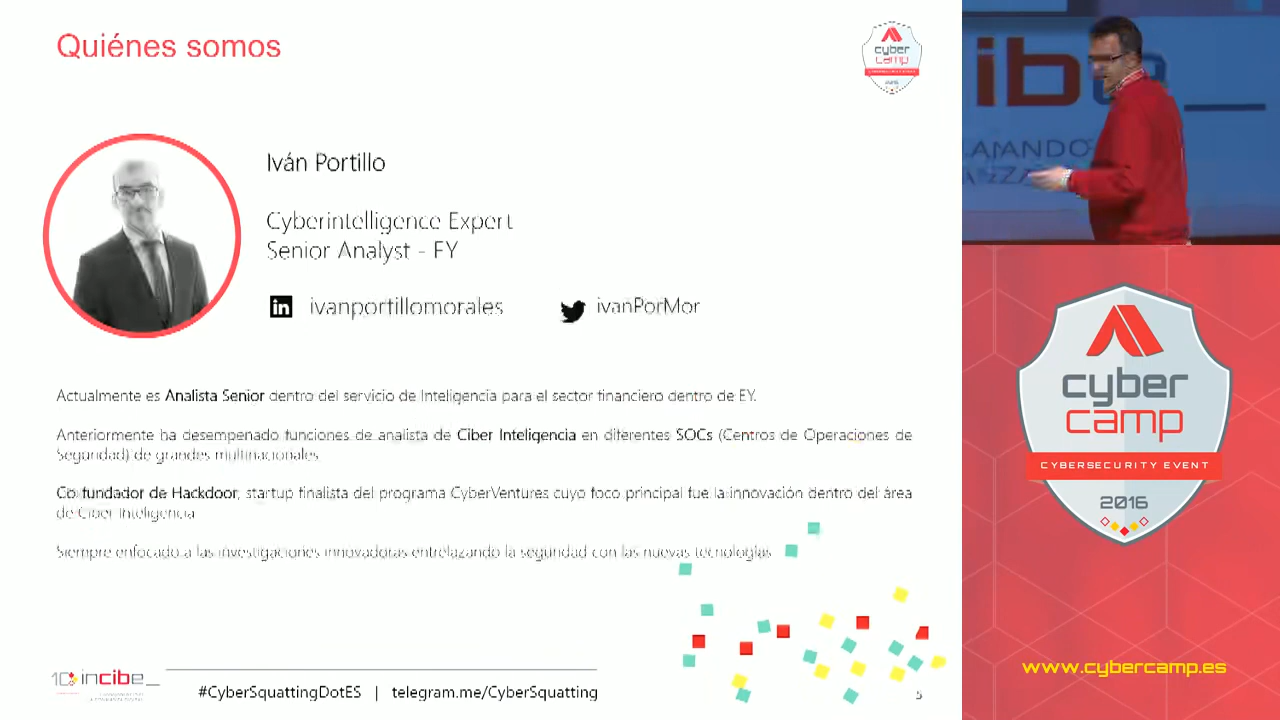 Quiénes somos
cyber
camp
CYBERSECURITY EVENT
2016
Iván Portillo
Cyberintelligence Expert
Senior Analyst - EY
in ivanportillomorales
ivanPorMor
Actualmente es Analista Senior dentro del servicio de Inteligencia para el sector financiero dentro de EY.
Anteriormente ha desempenado funciones de analista de Ciber Inteligencia en diferentes SOCs (Centros de Operaciones de
Seguridad) de grandes multinacionales
Co fundador de Hackdoor, startup finalista del programa CyberVentures cuyo foco principal fue la innovación dentro del área
de Ciber Inteligencia
Siempre enfocado a las investigaciones innovadoras entrelazando la seguridad con las nuevas tecnologías
incibe_
#CyberSquattingDotES | telegram.me/CyberSquatting
5
cyber
camp
CYBERSECURITY EVENT
2016
www.cybercamp.es